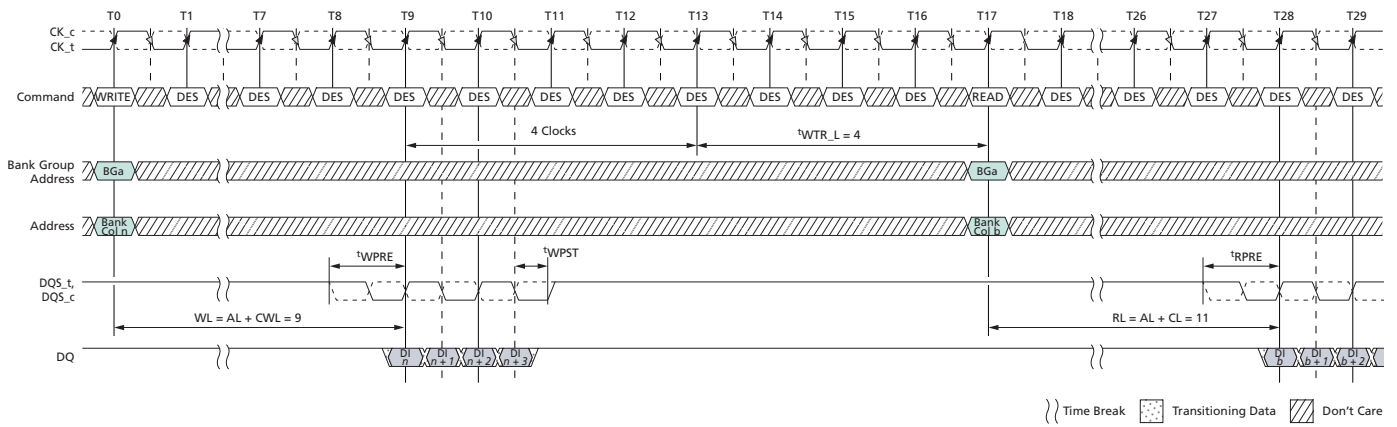 T0 T1 T7 T8 T9 T10 T11 T12 T13 T14 T15 T16 T17 T18 T26 T27 T28 T29
CK_c
CK_t
Command WRITE DES DES DES DES DES DES DES DES DES DES DES READ DES DES DES DES DES
4 Clocks tWTR_L = 4
Bank Group
Address
BGa BGa
Address
Bank
Col n
Bank
Col b
tWPRE tWPST tRPRE
DQS_t,
DQS_c
WL = AL + CWL = 9 RL = AL + CL = 11
DQ
DI
n
DI
n + 1
DI
n + 2
DI
n + 3
DI
b
DI
b + 1
DI
b + 2
Time Break Transitioning Data Don't Care